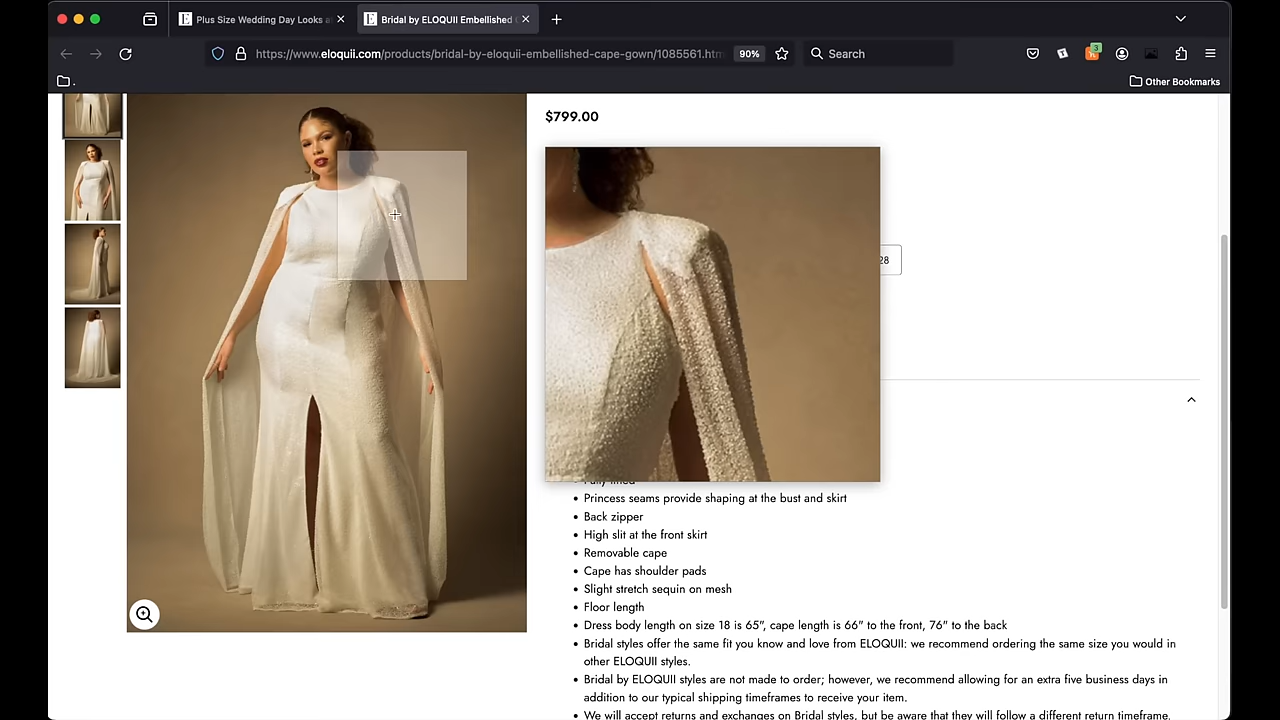 Plus Size Wedding Day Looks a
Bridal by ELOQUII Embellished
https://www.eloquii.com/products/bridal-by-eloquii-embellished-cape-gown/1085561.htm
90%
Search
3
.
Other Bookmarks
$799.00
28
Princess seams provide shaping at the bust and skirt
Back zipper
High slit at the front skirt
Removable cape
Cape has shoulder pads
Slight stretch sequin on mesh
Floor length
Dress body length on size 18 is 65", cape length is 66" to the front, 76" to the back
Bridal styles offer the same fit you know and love from ELOQUII: we recommend ordering the same size you would in
other ELOQUII styles.
Bridal by ELOQUII styles are not made to order; however, we recommend allowing for an extra five business days in
addition to our typical shipping timeframes to receive your item.
We will accept returns and exchanges on Bridal styles, but be aware that they will follow a different return timeframe.